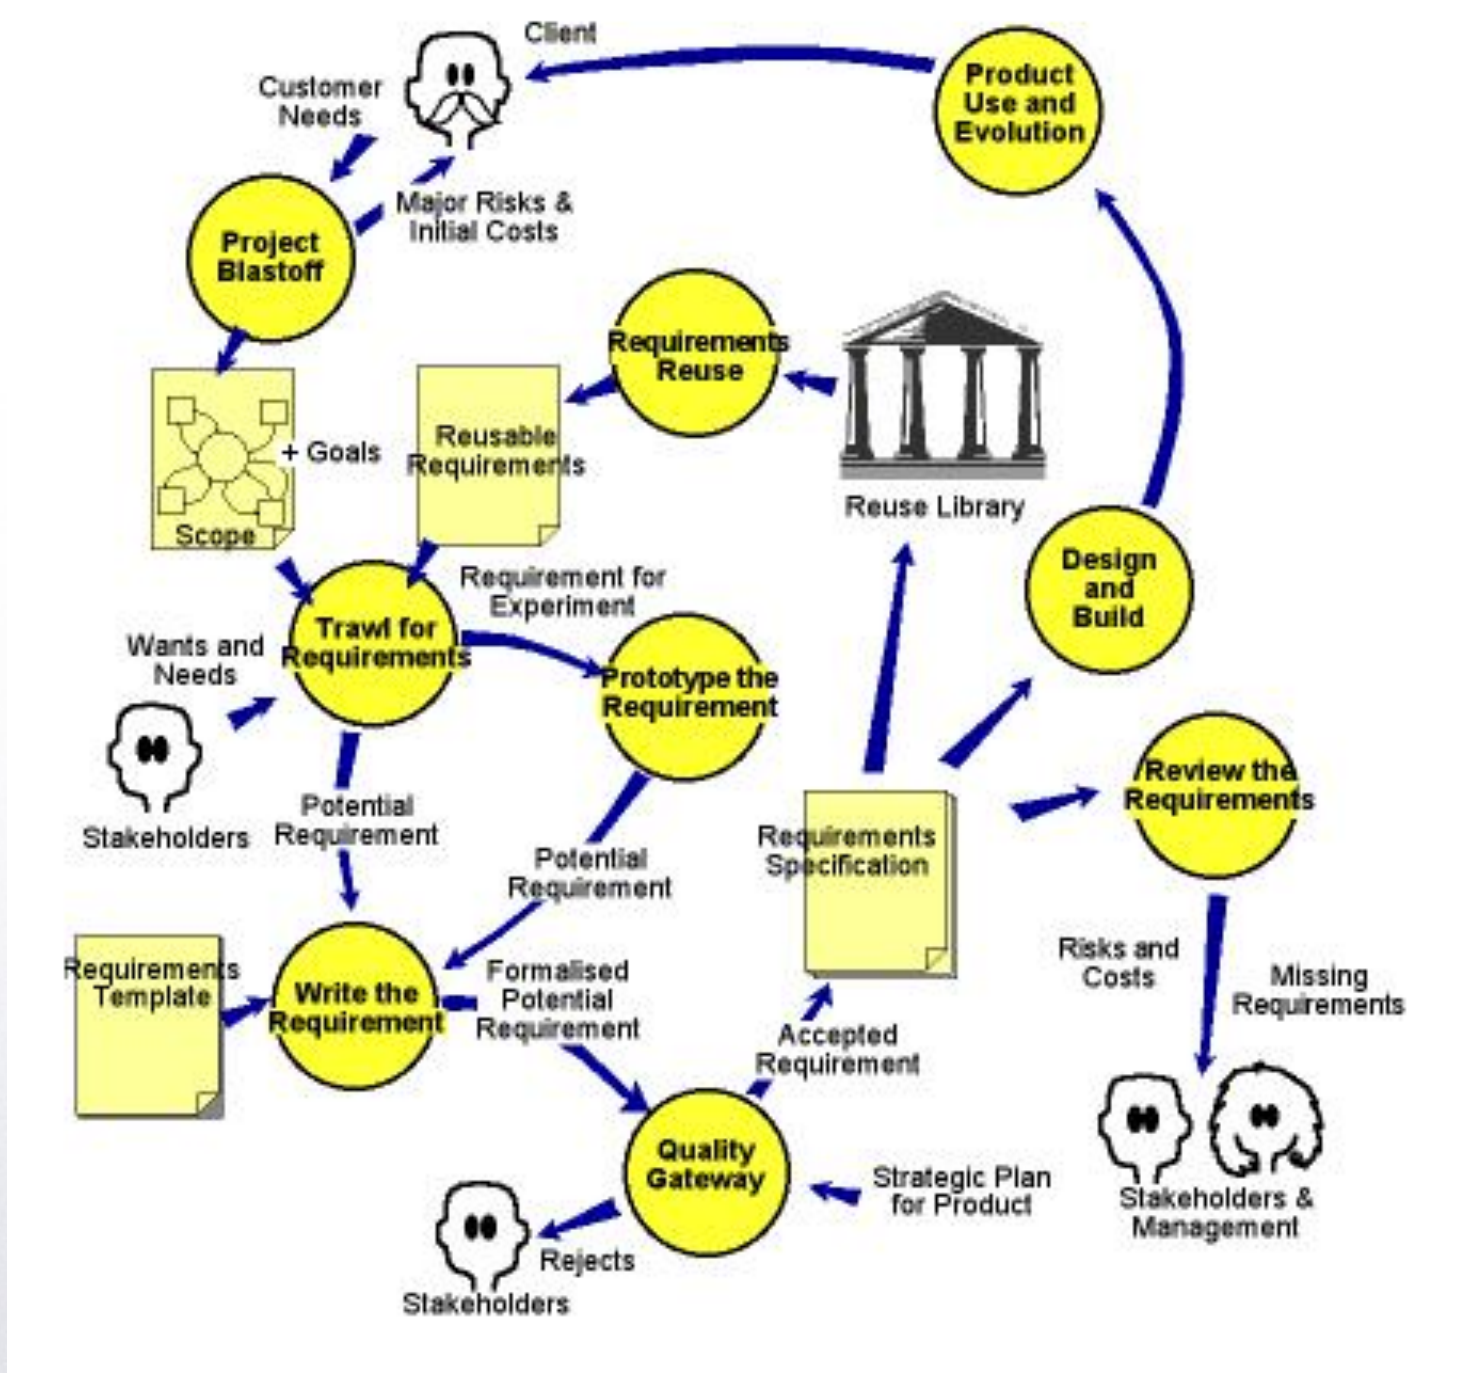 Client
Customer
Needs
Product
Use and
Evolution
Major Risks &
Initial Costs
Project
Blastoff
Requirements
Reuse
+ Goals
Reusable
Requirements
Scope
Reuse Library
Design
and
Build
Requirement for
Experiment
Trawl for
Requirements
Wants and
Needs
Prototype the
Requirement
Stakeholders
Potential
Requirement
Review the
Requirements
Requirements
Specification
Potential
Requirement
Requirements
Template
Write the
Requirement
Formalised
Potential
Requirement
Risks and
Costs
Missing
Requirements
Accepted
Requirement
Quality
Gateway
Strategic Plan
for Product
Stakeholders &
Management
Rejects
Stakeholders